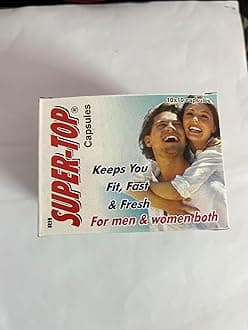 10x10 Capsules
SUPER-TOP®
Capsules
Keeps You
Fit, Fast
& Fresh
For men & women both